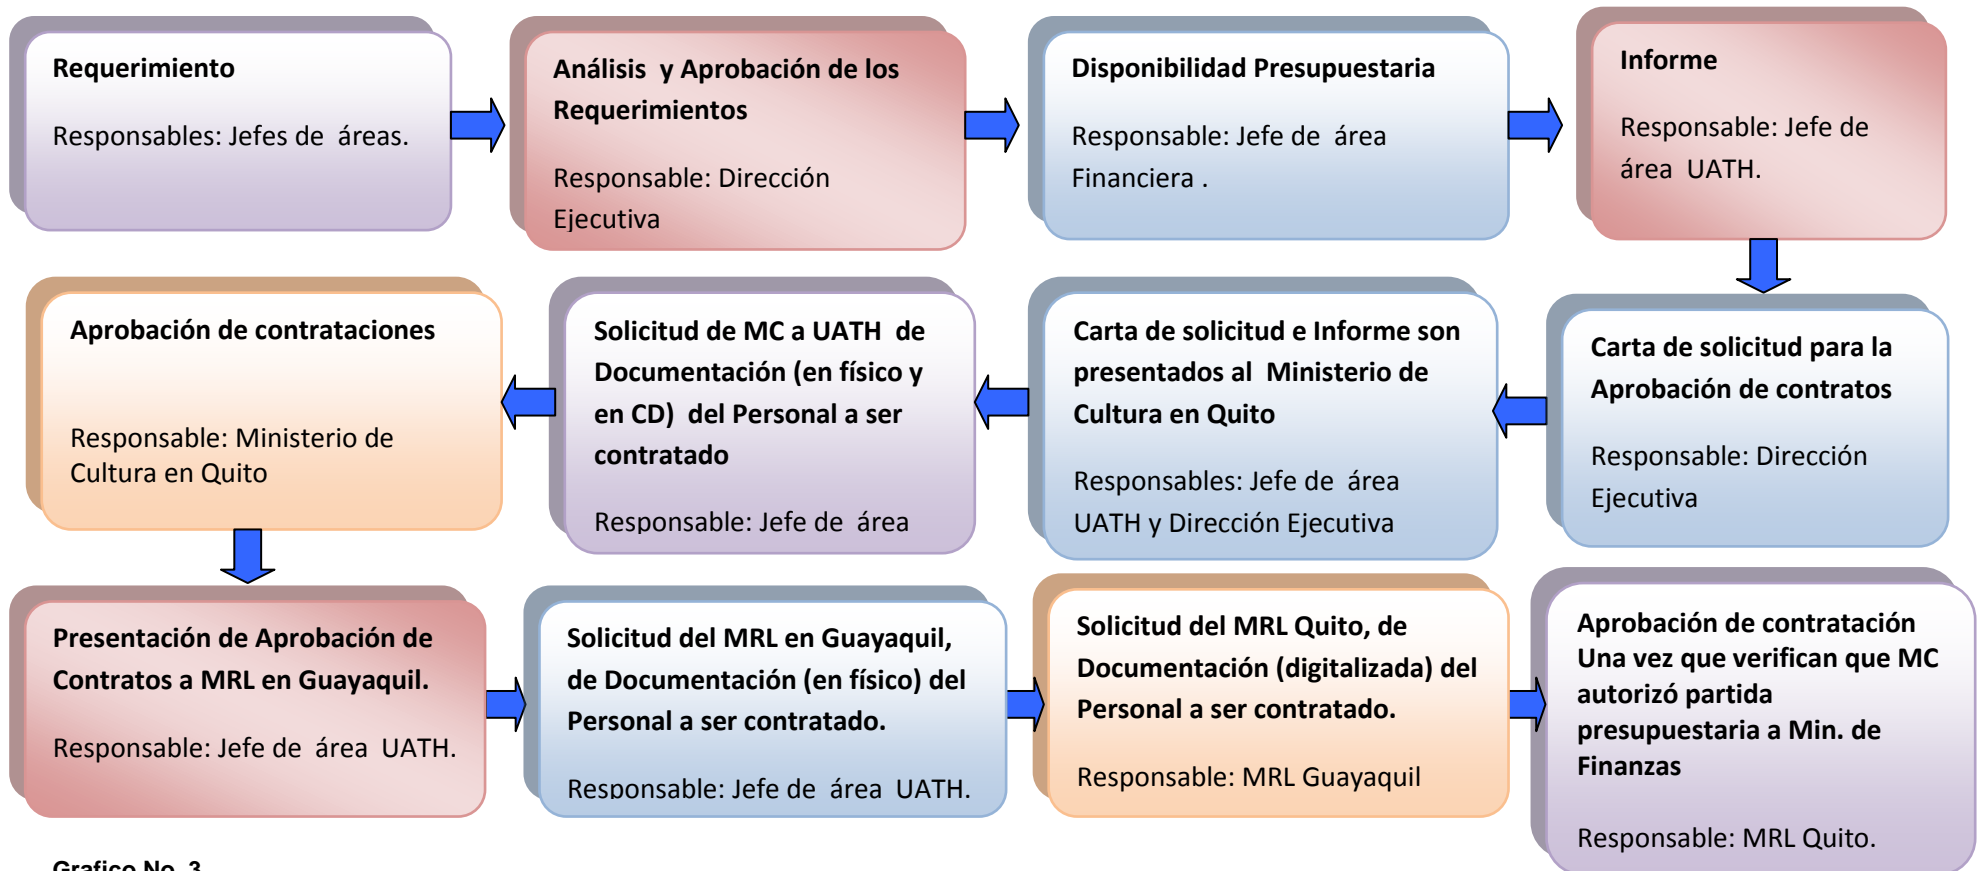 Requerimiento
Responsables: Jefes de áreas.
Análisis y Aprobación de los
Requerimientos
Responsable: Dirección
Ejecutiva
Disponibilidad Presupuestaria
Responsable: Jefe de área
Financiera .
Informe
Responsable: Jefe de
área UATH.
Carta de solicitud para la
Aprobación de contratos
Responsable: Dirección
Ejecutiva
Carta de solicitud e Informe son
presentados al Ministerio de
Cultura en Quito
Responsables: Jefe de área
UATH y Dirección Ejecutiva
Solicitud de MC a UATH de
Documentación (en físico y
en CD) del Personal a ser
contratado
Responsable: Jefe de área
Aprobación de contrataciones
Responsable: Ministerio de
Cultura en Quito
Presentación de Aprobación de
Contratos a MRL en Guayaquil.
Responsable: Jefe de área UATH.
Solicitud del MRL en Guayaquil,
de Documentación (en físico) del
Personal a ser contratado.
Responsable: Jefe de área UATH.
Solicitud del MRL Quito, de
Documentación (digitalizada) del
Personal a ser contratado.
Responsable: MRL Guayaquil
Aprobación de contratación
Una vez que verifican que MC
autorizó partida
presupuestaria a Min. de
Finanzas
Responsable: MRL Quito.
Grafico No. 3